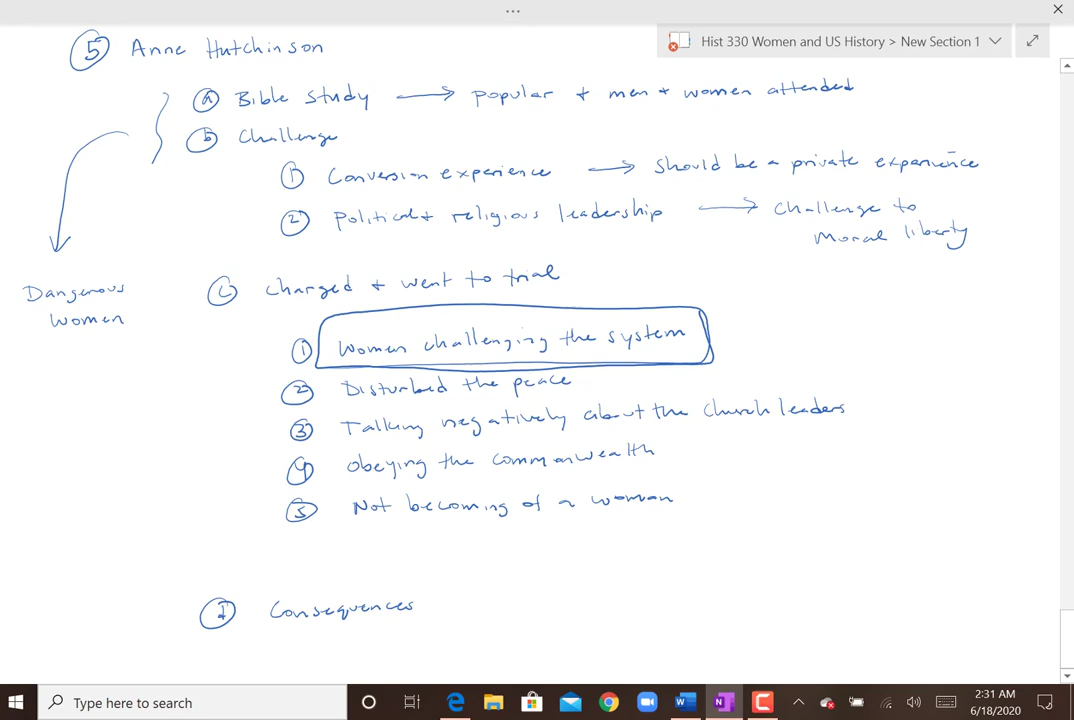 ...
Hist 330 Women and US History > New Section 1
5 Anne Hutchinson
a Bible study → popular + men + women attended
b Challenge
1 Conversion experience → should be a private experience
2 Political + religious leadership → challenge to
moral liberty
Dangerous
women
c Charged + went to trial
1 Women challenging the system
2 Disturbed the peace
3 Talking negatively about the church leaders
4 obeying the commonwealth
5 Not becoming of a woman
Consequences
Type here to search
2:31 AM
6/18/2020